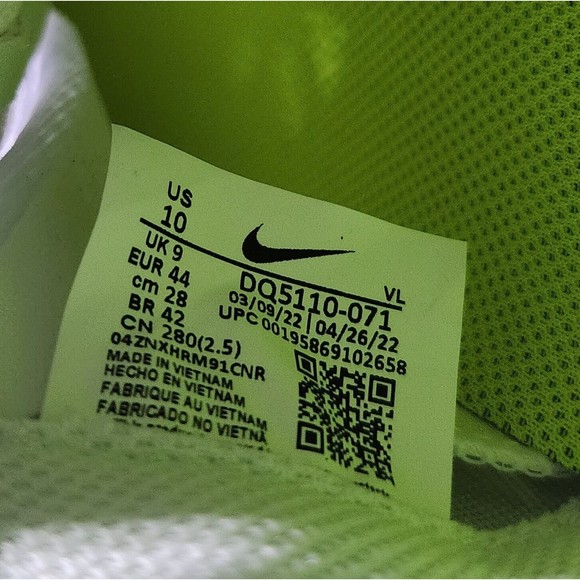 US
10
UK 9
EUR 44
cm 28
BR 42
CN 280(2.5)
VL
DQ5110-071
03/09/22 | 04/26/22
UPC 00195869102658
04ZNXHRM91CNR
MADE IN VIETNAM
HECHO EN VIETNAM
FABRIQUE AU VIETNAM
FABRICADO NO VIETNA